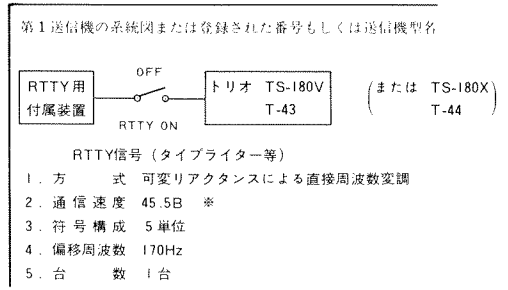 第1送信機の系統図または登録された番号もしくは送信機型名
RTTY用
付属装置
OFF
RTTY ON
トリオ TS-180V
T-43
(または TS-180X)
T-44
RTTY信号 (タイプライター等)
1. 方 式 可変リアクタンスによる直接周波数変調
2. 通信速度 45.5B ※
3. 符号構成 5単位
4. 偏移周波数 170Hz
5. 台 数 1台